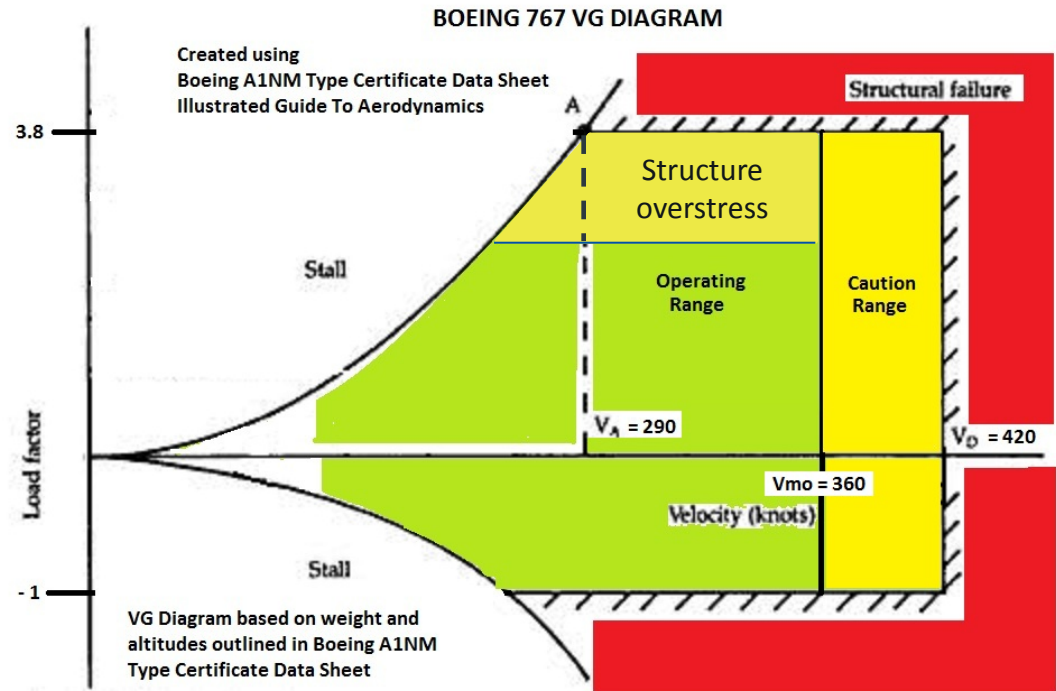 BOEING 767 VG DIAGRAM
Created using
Boeing A1NM Type Certificate Data Sheet
Illustrated Guide To Aerodynamics
Structural failure
A
3.8
Structure
overstress
Stall
Operating
Range
Caution
Range
Load factor
VA = 290
VD = 420
Vmo = 360
Velocity (knots)
Stall
- 1
VG Diagram based on weight and
altitudes outlined in Boeing A1NM
Type Certificate Data Sheet